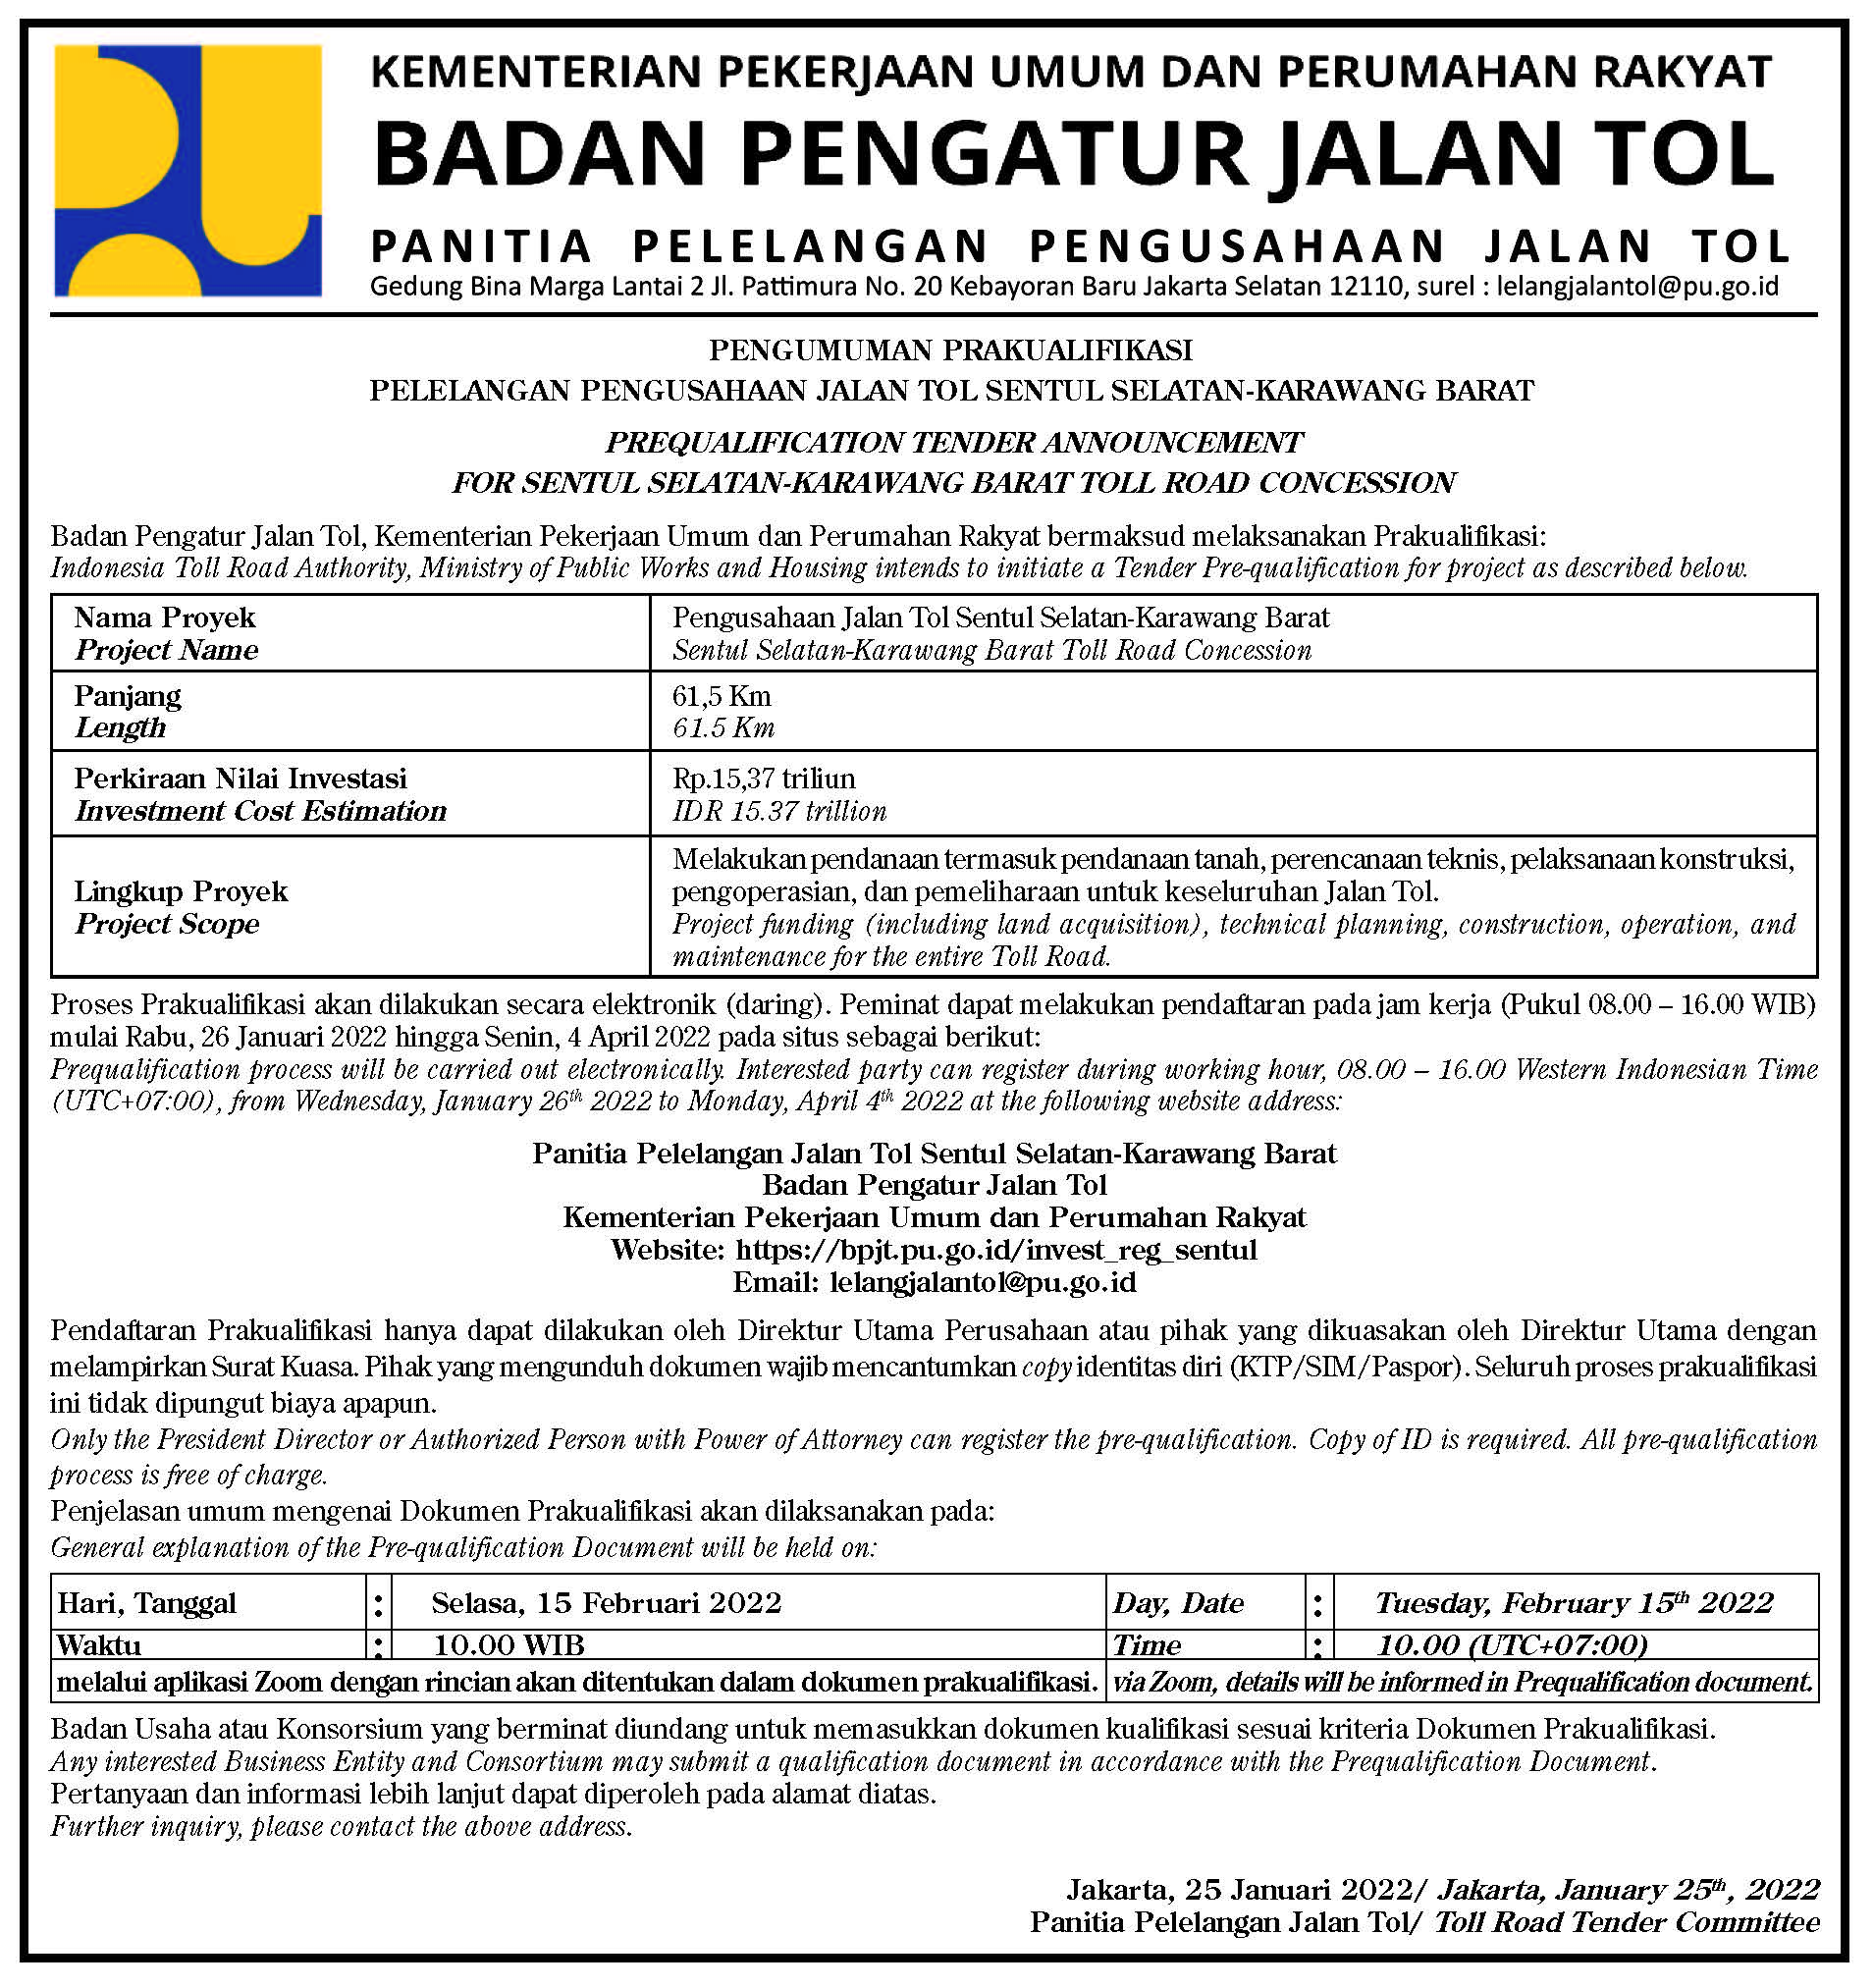 KEMENTERIAN PEKERJAAN UMUM DAN PERUMAHAN RAKYAT
BADAN PENGATUR JALAN TOL
PANITIA PELELANGAN PENGUSAHAAN JALAN TOL
Gedung Bina Marga Lantai 2 Jl. Pattimura No. 20 Kebayoran Baru Jakarta Selatan 12110, surel : lelangjalantol@pu.go.id
PENGUMUMAN PRAKUALIFIKASI
PELELANGAN PENGUSAHAAN JALAN TOL SENTUL SELATAN-KARAWANG BARAT
PREQUALIFICATION TENDER ANNOUNCEMENT
FOR SENTUL SELATAN-KARAWANG BARAT TOLL ROAD CONCESSION
Badan Pengatur Jalan Tol, Kementerian Pekerjaan Umum dan Perumahan Rakyat bermaksud melaksanakan Prakualifikasi:
Indonesia Toll Road Authority, Ministry of Public Works and Housing intends to initiate a Tender Pre-qualification for project as described below.
Nama Proyek
Project Name
Pengusahaan Jalan Tol Sentul Selatan-Karawang Barat
Sentul Selatan-Karawang Barat Toll Road Concession
Panjang
Length
61,5 Km
61.5 Km
Perkiraan Nilai Investasi
Investment Cost Estimation
Rp.15,37 triliun
IDR 15.37 trillion
Lingkup Proyek
Project Scope
Melakukan pendanaan termasuk pendanaan tanah, perencanaan teknis, pelaksanaan konstruksi,
pengoperasian, dan pemeliharaan untuk keseluruhan Jalan Tol.
Project funding (including land acquisition), technical planning, construction, operation, and
maintenance for the entire Toll Road.
Proses Prakualifikasi akan dilakukan secara elektronik (daring). Peminat dapat melakukan pendaftaran pada jam kerja (Pukul 08.00 – 16.00 WIB)
mulai Rabu, 26 Januari 2022 hingga Senin, 4 April 2022 pada situs sebagai berikut:
Prequalification process will be carried out electronically. Interested party can register during working hour, 08.00 – 16.00 Western Indonesian Time
(UTC+07:00), from Wednesday, January 26th 2022 to Monday, April 4th 2022 at the following website address:
Panitia Pelelangan Jalan Tol Sentul Selatan-Karawang Barat
Badan Pengatur Jalan Tol
Kementerian Pekerjaan Umum dan Perumahan Rakyat
Website: https://bpjt.pu.go.id/invest_reg_sentul
Email: lelangjalantol@pu.go.id
Pendaftaran Prakualifikasi hanya dapat dilakukan oleh Direktur Utama Perusahaan atau pihak yang dikuasakan oleh Direktur Utama dengan
melampirkan Surat Kuasa. Pihak yang mengunduh dokumen wajib mencantumkan copy identitas diri (KTP/SIM/Paspor). Seluruh proses prakualifikasi
ini tidak dipungut biaya apapun.
Only the President Director or Authorized Person with Power of Attorney can register the pre-qualification. Copy of ID is required. All pre-qualification
process is free of charge.
Penjelasan umum mengenai Dokumen Prakualifikasi akan dilaksanakan pada:
General explanation of the Pre-qualification Document will be held on:
Hari, Tanggal : Selasa, 15 Februari 2022 Day, Date : Tuesday, February 15th 2022
Waktu : 10.00 WIB Time : 10.00 (UTC+07:00)
melalui aplikasi Zoom dengan rincian akan ditentukan dalam dokumen prakualifikasi. via Zoom, details will be informed in Prequalification document.
Badan Usaha atau Konsorsium yang berminat diundang untuk memasukkan dokumen kualifikasi sesuai kriteria Dokumen Prakualifikasi.
Any interested Business Entity and Consortium may submit a qualification document in accordance with the Prequalification Document.
Pertanyaan dan informasi lebih lanjut dapat diperoleh pada alamat diatas.
Further inquiry, please contact the above address.
Jakarta, 25 Januari 2022/ Jakarta, January 25th, 2022
Panitia Pelelangan Jalan Tol/ Toll Road Tender Committee